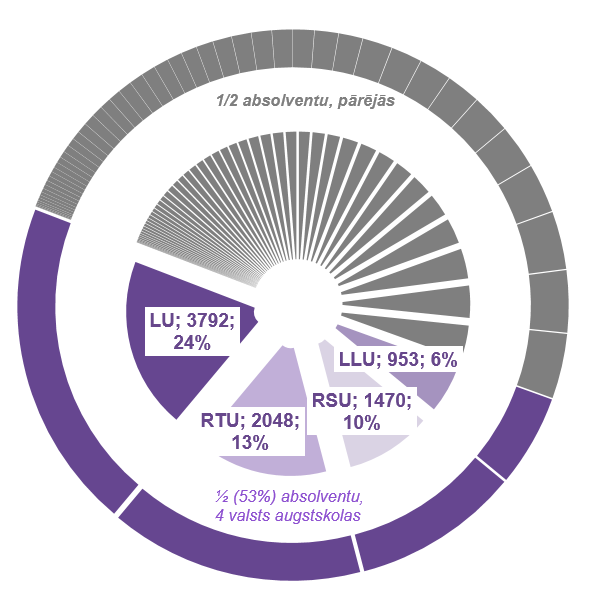 1/2 absolventu, pārējās
LU; 3792;
24%
LLU; 953; 6%
RSU; 1470;
10%
RTU; 2048;
13%
½ (53%) absolventu,
4 valsts augstskolas